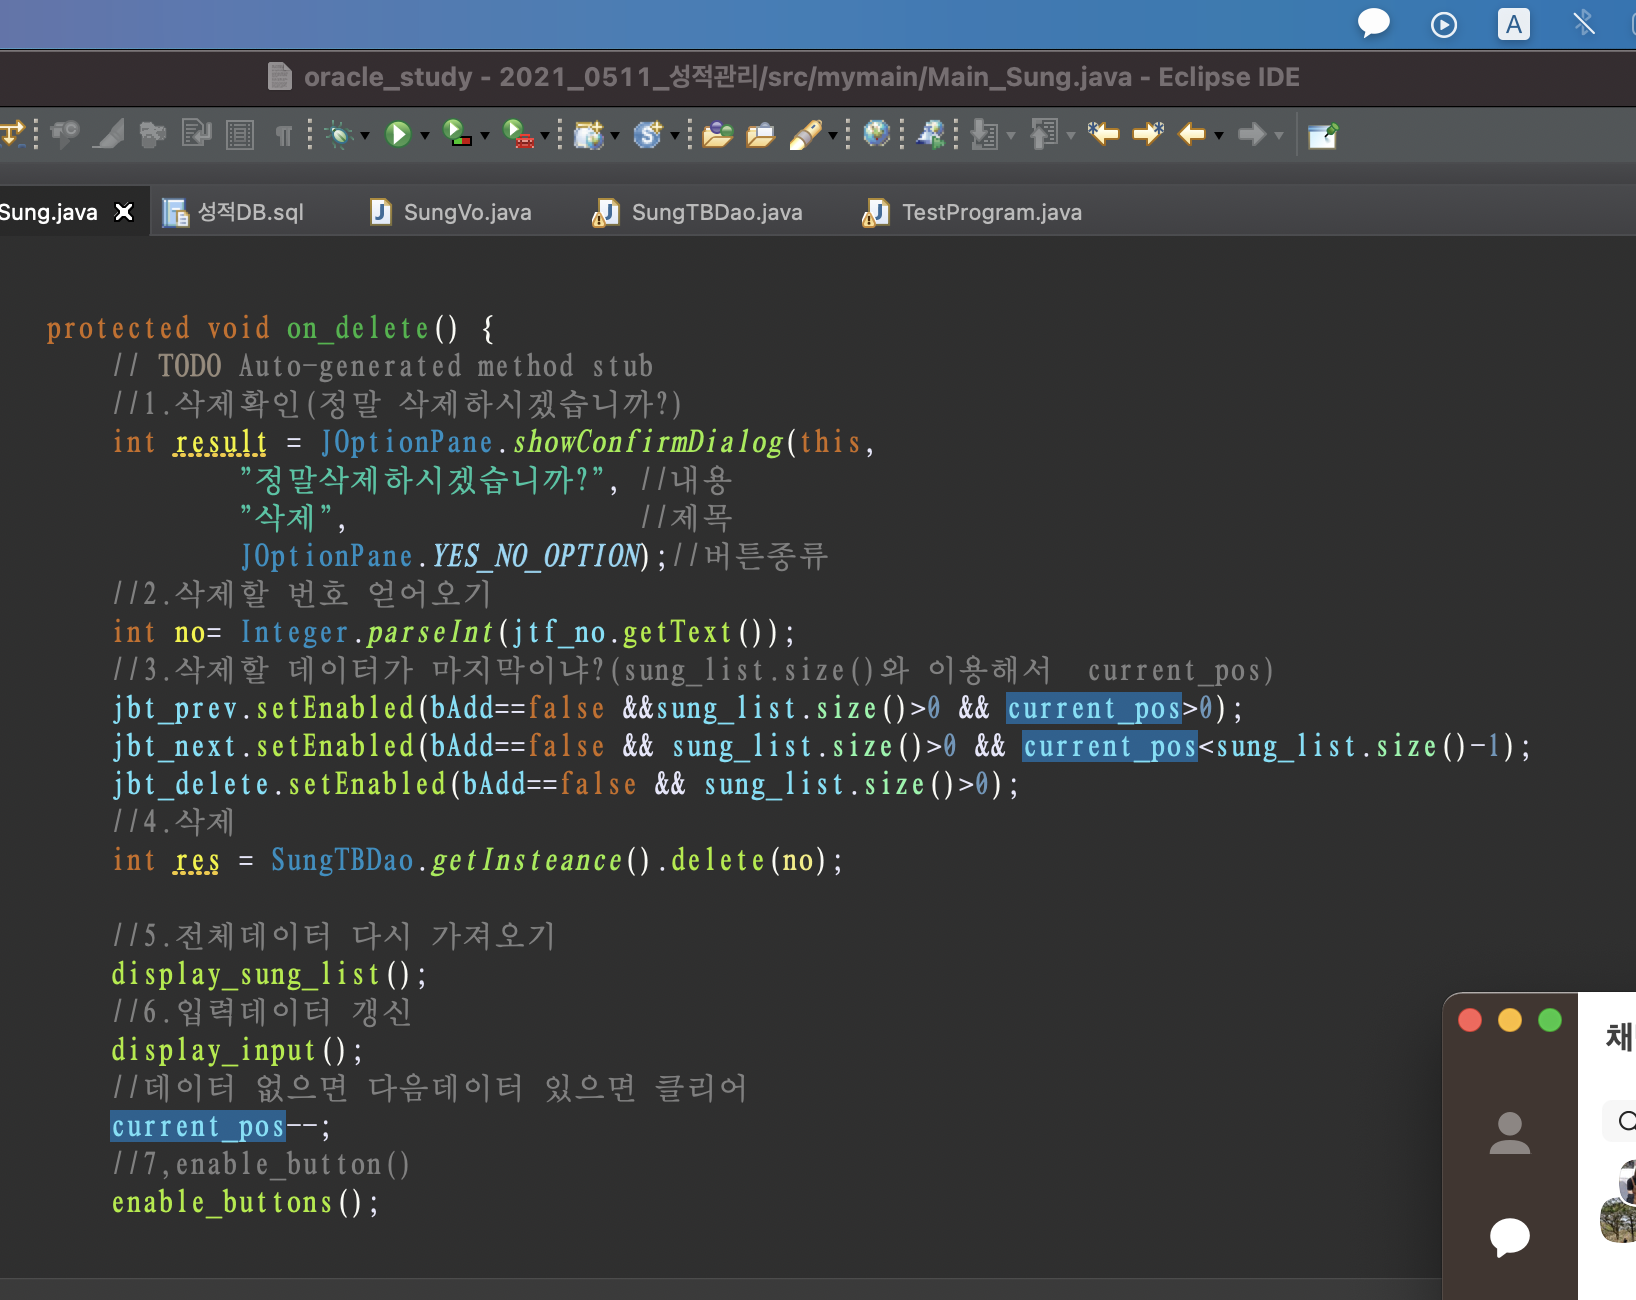 A
oracle_study - 2021_0511_성적관리/src/mymain/Main_Sung.java - Eclipse IDE
Sung.java 성적DB.sql SungVo.java SungTBDao.java TestProgram.java
protected void on_delete() {
// TODO Auto-generated method stub
//1.삭제확인(정말 삭제하시겠습니까?)
int result = JOptionPane.showConfirmDialog(this,
"정말삭제하시겠습니까?", //내용
"삭제", //제목
JOptionPane.YES_NO_OPTION);//버튼종류
//2.삭제할 번호 얻어오기
int no= Integer.parseInt(jtf_no.getText());
//3.삭제할 데이터가 마지막이냐?(sung_list.size()와 이용해서  current_pos)
jbt_prev.setEnabled(bAdd==false &&sung_list.size()>0 && current_pos>0);
jbt_next.setEnabled(bAdd==false && sung_list.size()>0 && current_pos<sung_list.size()-1);
jbt_delete.setEnabled(bAdd==false && sung_list.size()>0);
//4.삭제
int res = SungTBDao.getInsteance().delete(no);
//5.전체데이터 다시 가져오기
display_sung_list();
//6.입력데이터 갱신
display_input();
//데이터 없으면 다음데이터 있으면 클리어
current_pos--;
//7,enable_button()
enable_buttons();